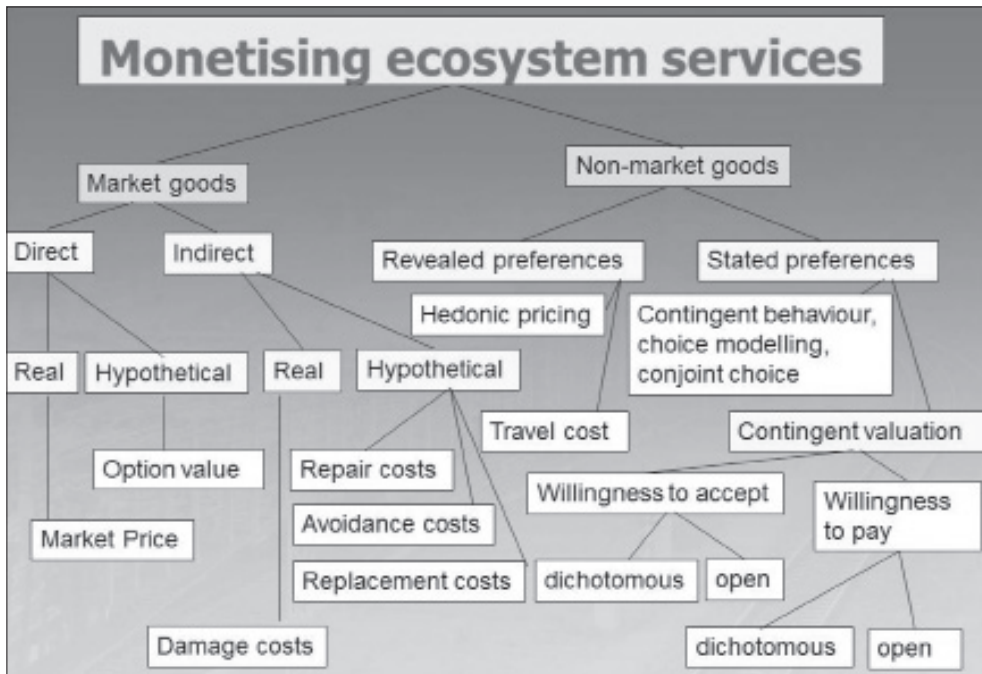 Monetising ecosystem services
Market goods
Non-market goods
Direct
Indirect
Revealed preferences
Stated preferences
Hedonic pricing
Contingent behaviour,
choice modelling,
conjoint choice
Real
Hypothetical
Real
Hypothetical
Travel cost
Contingent valuation
Option value
Repair costs
Willingness to accept
Willingness
to pay
Market Price
Avoidance costs
Replacement costs
dichotomous
open
Damage costs
dichotomous
open